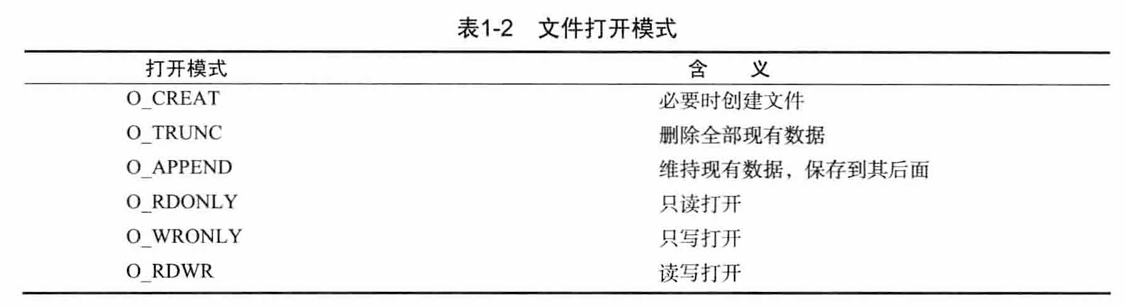 表1-2 文件打开模式
打开模式 含 义
O_CREAT 必要时创建文件
O_TRUNC 删除全部现有数据
O_APPEND 维持现有数据，保存到其后面
O_RDONLY 只读打开
O_WRONLY 只写打开
O_RDWR 读写打开